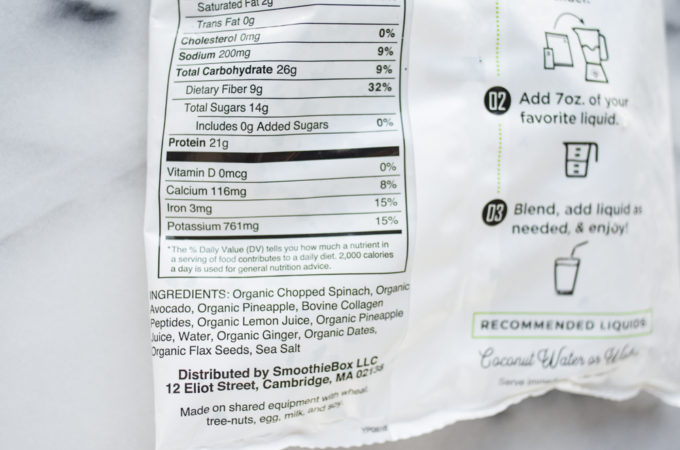 Saturated Fat 2g
Trans Fat 0g
Cholesterol 0mg 0%
Sodium 200mg 9%
Total Carbohydrate 26g 9%
Dietary Fiber 9g 32%
Total Sugars 14g
Includes 0g Added Sugars 0%
Protein 21g
Vitamin D 0mcg 0%
Calcium 116mg 8%
Iron 3mg 15%
Potassium 761mg 15%
*The % Daily Value (DV) tells you how much a nutrient in
a serving of food contributes to a daily diet. 2,000 calories
a day is used for general nutrition advice.
INGREDIENTS: Organic Chopped Spinach, Organic
Avocado, Organic Pineapple, Bovine Collagen
Peptides, Organic Lemon Juice, Organic Pineapple
Juice, Water, Organic Ginger, Organic Dates,
Organic Flax Seeds, Sea Salt
Distributed by SmoothieBox LLC
12 Eliot Street, Cambridge, MA 02138
Made on shared equipment with wheat,
tree-nuts, egg, milk, and soy.
02 Add 7oz. of your
favorite liquid.
03 Blend, add liquid as
needed, & enjoy!
RECOMMENDED LIQUIDS
Coconut Water or
Serve